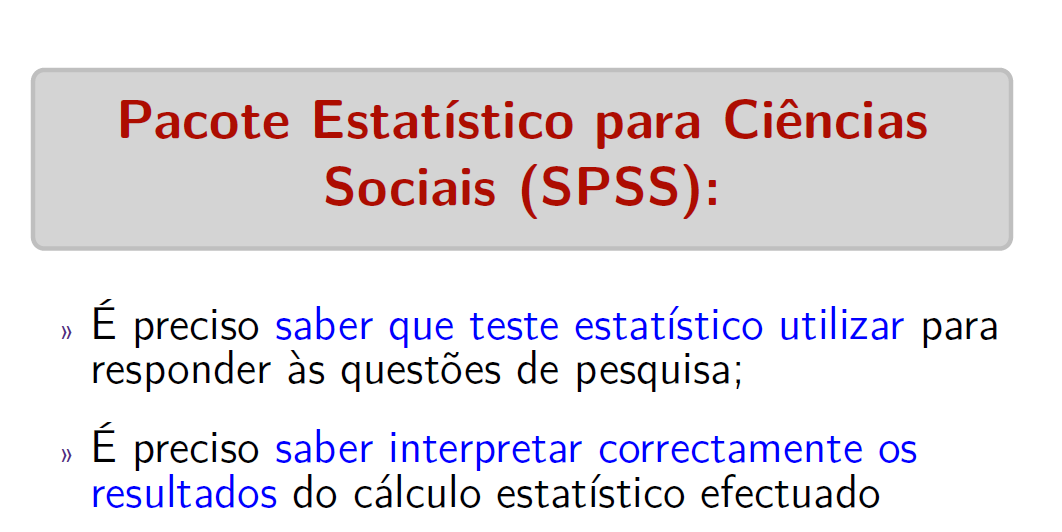 Pacote Estatístico para Ciências
Sociais (SPSS):
» É preciso saber que teste estatístico utilizar para
responder às questões de pesquisa;
» É preciso saber interpretar correctamente os
resultados do cálculo estatístico efectuado